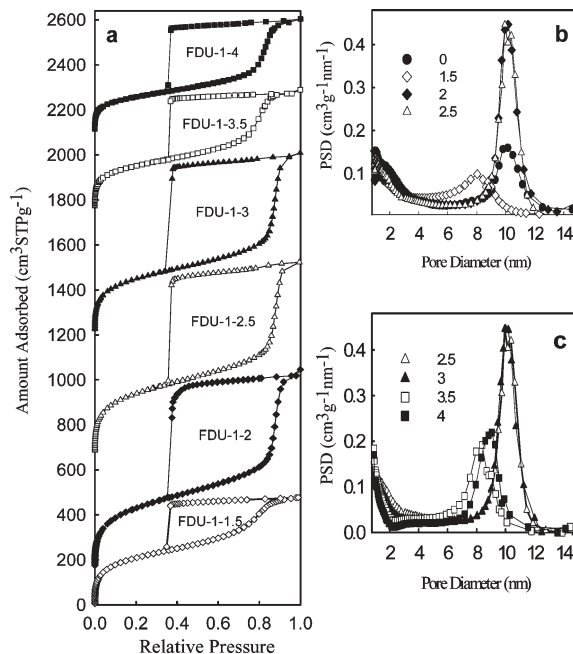 a
2600
2400
2200
2000
1800
1600
1400
1200
1000
800
600
400
200
0
Amount Adsorbed (cm³STPg⁻¹)
FDU-1-4
FDU-1-3.5
FDU-1-3
FDU-1-2.5
FDU-1-2
FDU-1-1.5
0.0 0.2 0.4 0.6 0.8 1.0
Relative Pressure
b
0.4
0.3
0.2
0.1
PSD (cm³g⁻¹nm⁻¹)
0
1.5
2
2.5
2 4 6 8 10 12 14
Pore Diameter (nm)
c
0.4
0.3
0.2
0.1
0.0
PSD (cm³g⁻¹nm⁻¹)
2.5
3
3.5
4
2 4 6 8 10 12 14
Pore Diameter (nm)